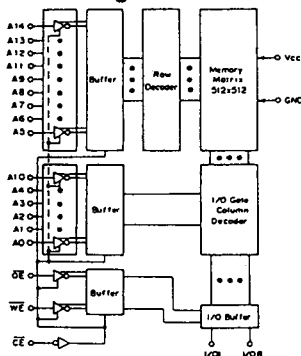 A14
A13
A12
A11
A9
A8
A7
A6
A5
Buffer
Row
Decoder
Memory
Matrix
512x512
Vcc
GND
A10
A4
A3
A2
A1
A0
Buffer
I/O Gate
Column
Decoder
OE
WE
CE
Buffer
I/O Buffer
I/O1
I/O8